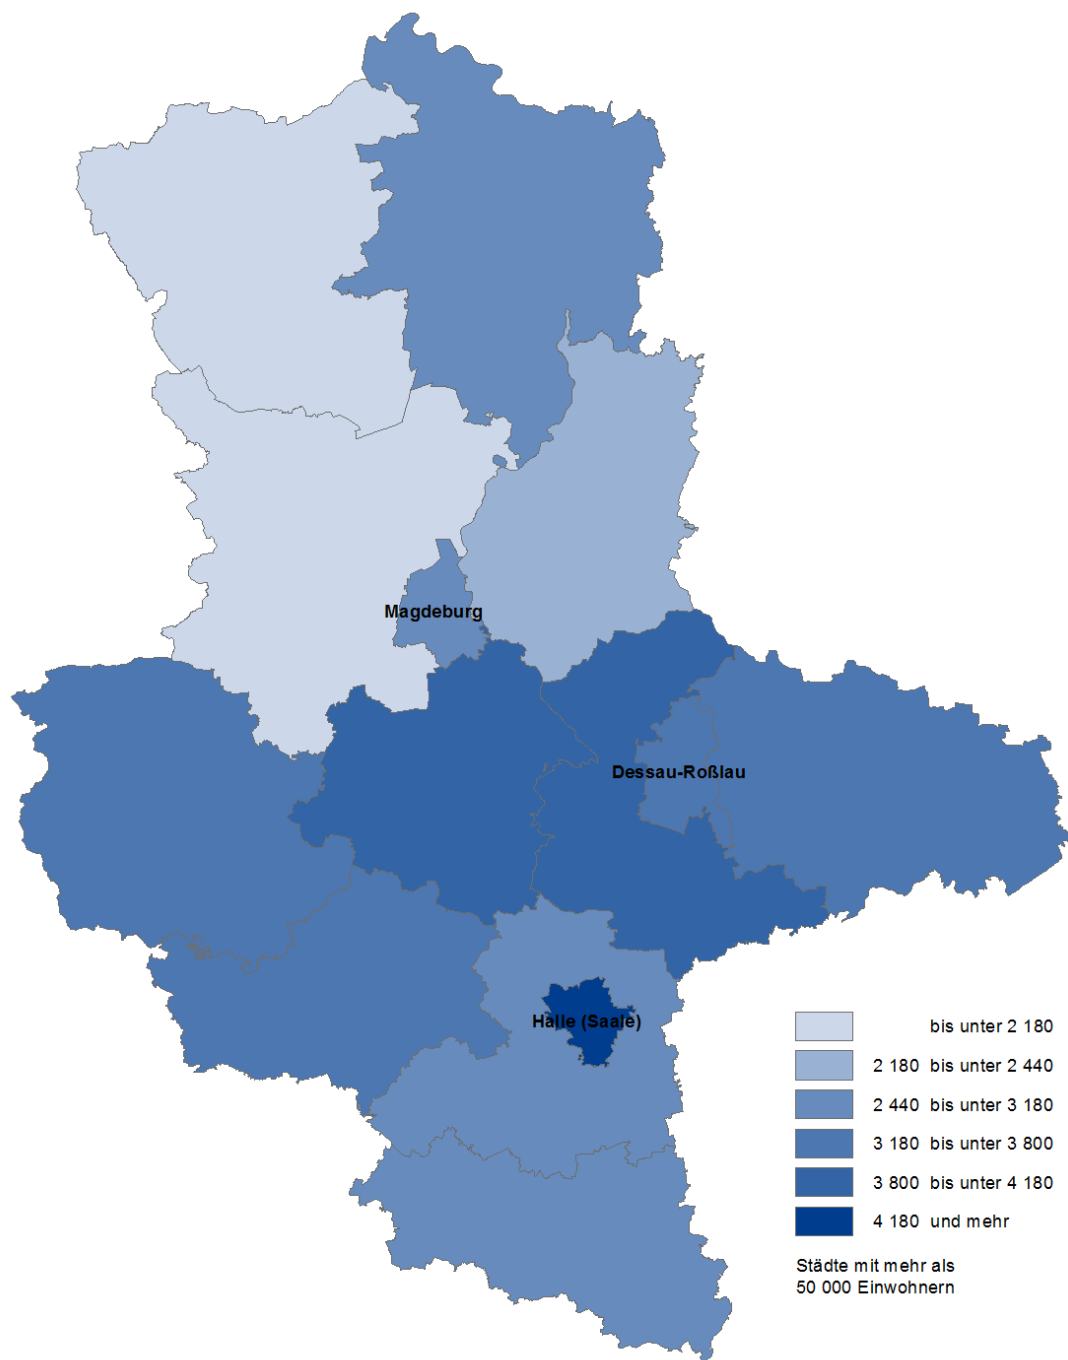 Magdeburg
Dessau-Roßlau
Halle (Saale)
bis unter 2 180
2 180 bis unter 2 440
2 440 bis unter 3 180
3 180 bis unter 3 800
3 800 bis unter 4 180
4 180 und mehr
Städte mit mehr als
50 000 Einwohnern